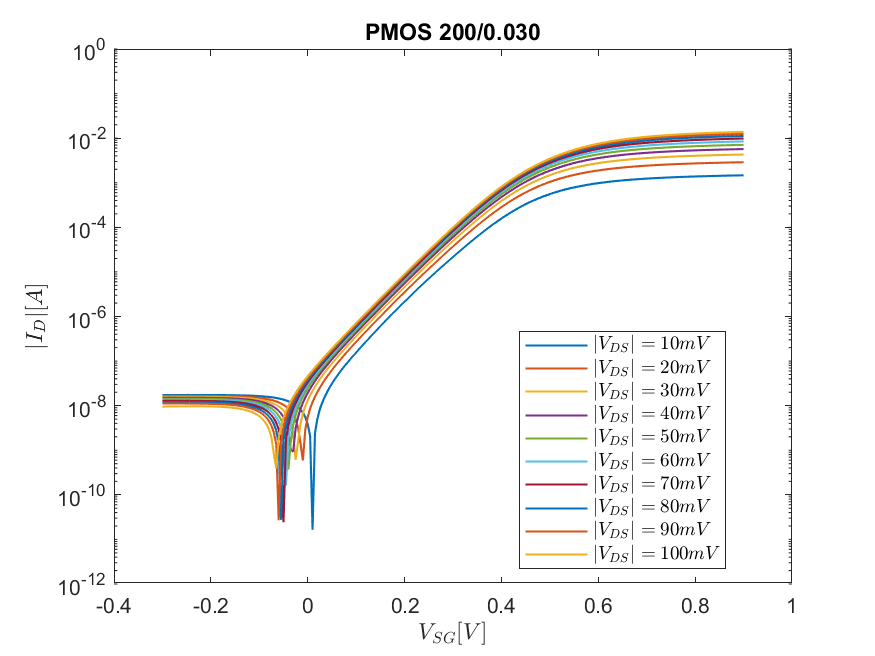 PMOS 200/0.030
10^0
10^-2
10^-4
10^-6
10^-8
10^-10
10^-12
|I_D|[A]
-0.4 -0.2 0 0.2 0.4 0.6 0.8 1
V_SG[V]
|V_DS| = 10mV
|V_DS| = 20mV
|V_DS| = 30mV
|V_DS| = 40mV
|V_DS| = 50mV
|V_DS| = 60mV
|V_DS| = 70mV
|V_DS| = 80mV
|V_DS| = 90mV
|V_DS| = 100mV